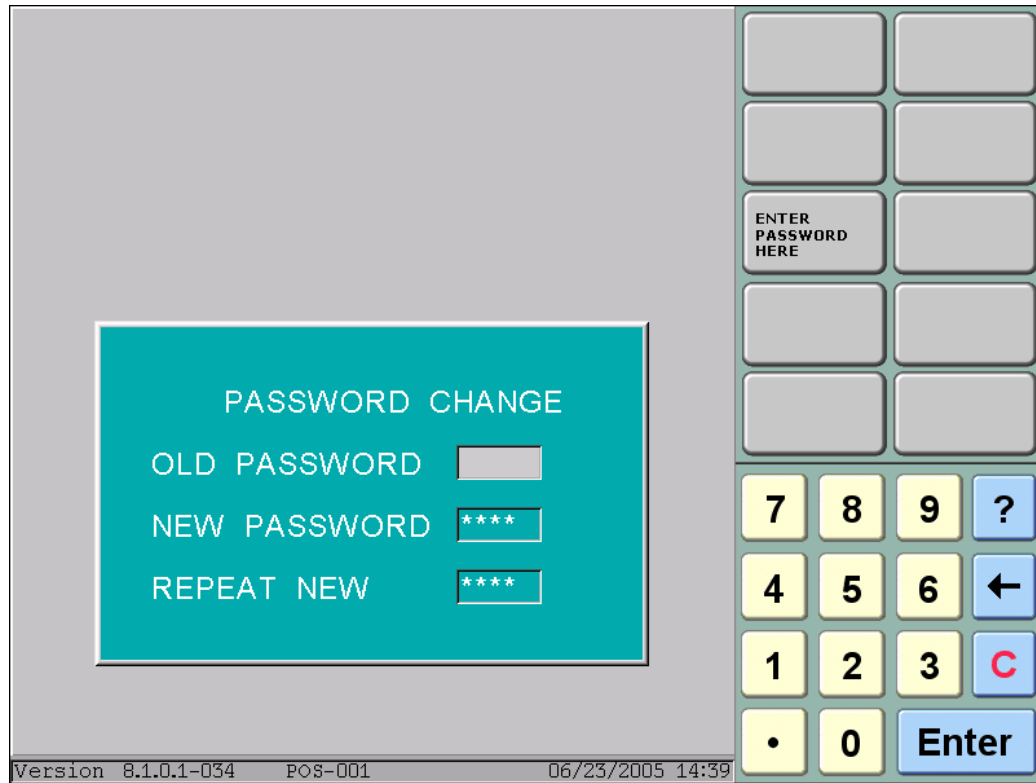 PASSWORD CHANGE
OLD PASSWORD
NEW PASSWORD ****
REPEAT NEW ****
Version 8.1.0.1-034 POS-001 06/23/2005 14:39
ENTER
PASSWORD
HERE
7 8 9 ?
4 5 6 ←
1 2 3 C
• 0 Enter